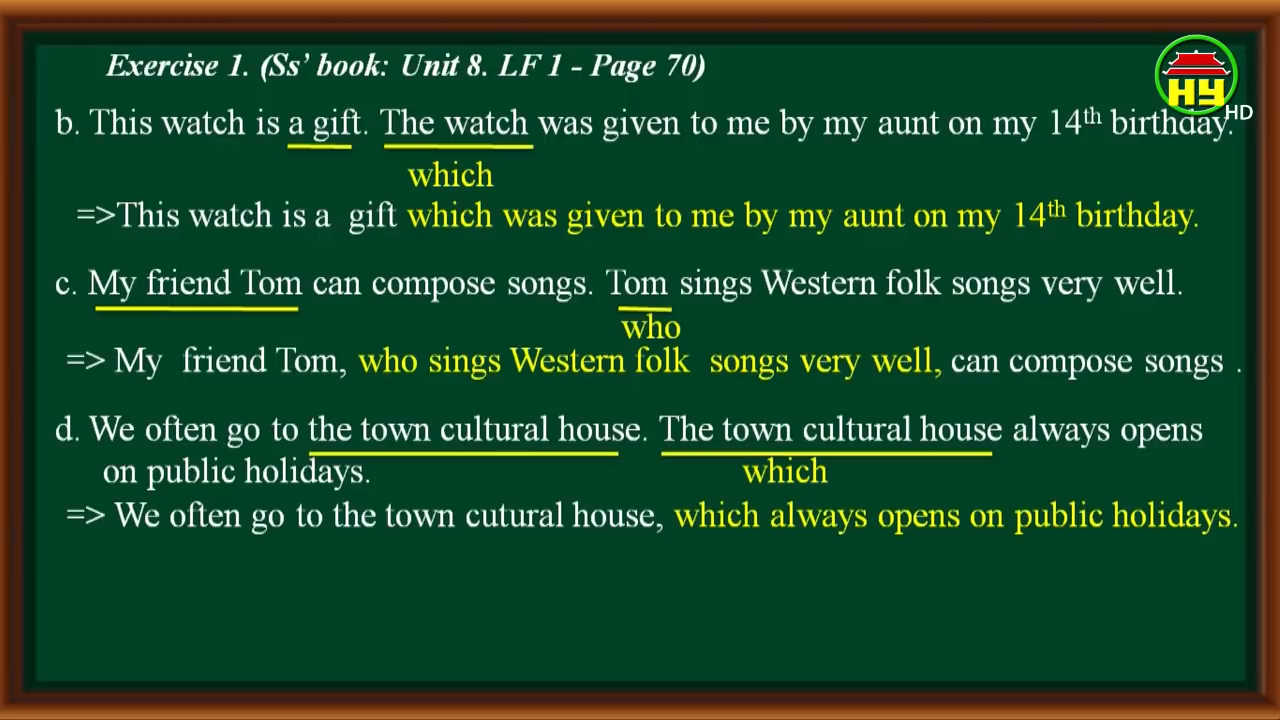 Exercise 1. (Ss' book: Unit 8. LF 1 - Page 70)
HY
HD
b. This watch is a gift. The watch was given to me by my aunt on my 14th birthday.
which
=>This watch is a gift which was given to me by my aunt on my 14th birthday.
c. My friend Tom can compose songs. Tom sings Western folk songs very well.
who
=> My friend Tom, who sings Western folk songs very well, can compose songs .
d. We often go to the town cultural house. The town cultural house always opens
on public holidays.
which
=> We often go to the town cutural house, which always opens on public holidays.